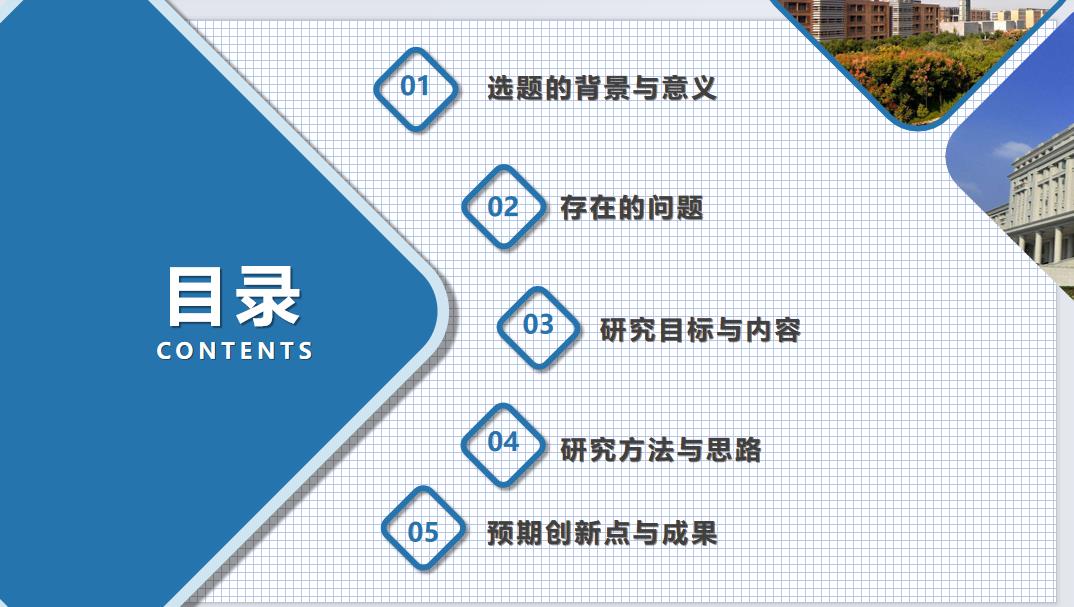 目录
CONTENTS
01 选题的背景与意义
02 存在的问题
03 研究目标与内容
04 研究方法与思路
05 预期创新点与成果